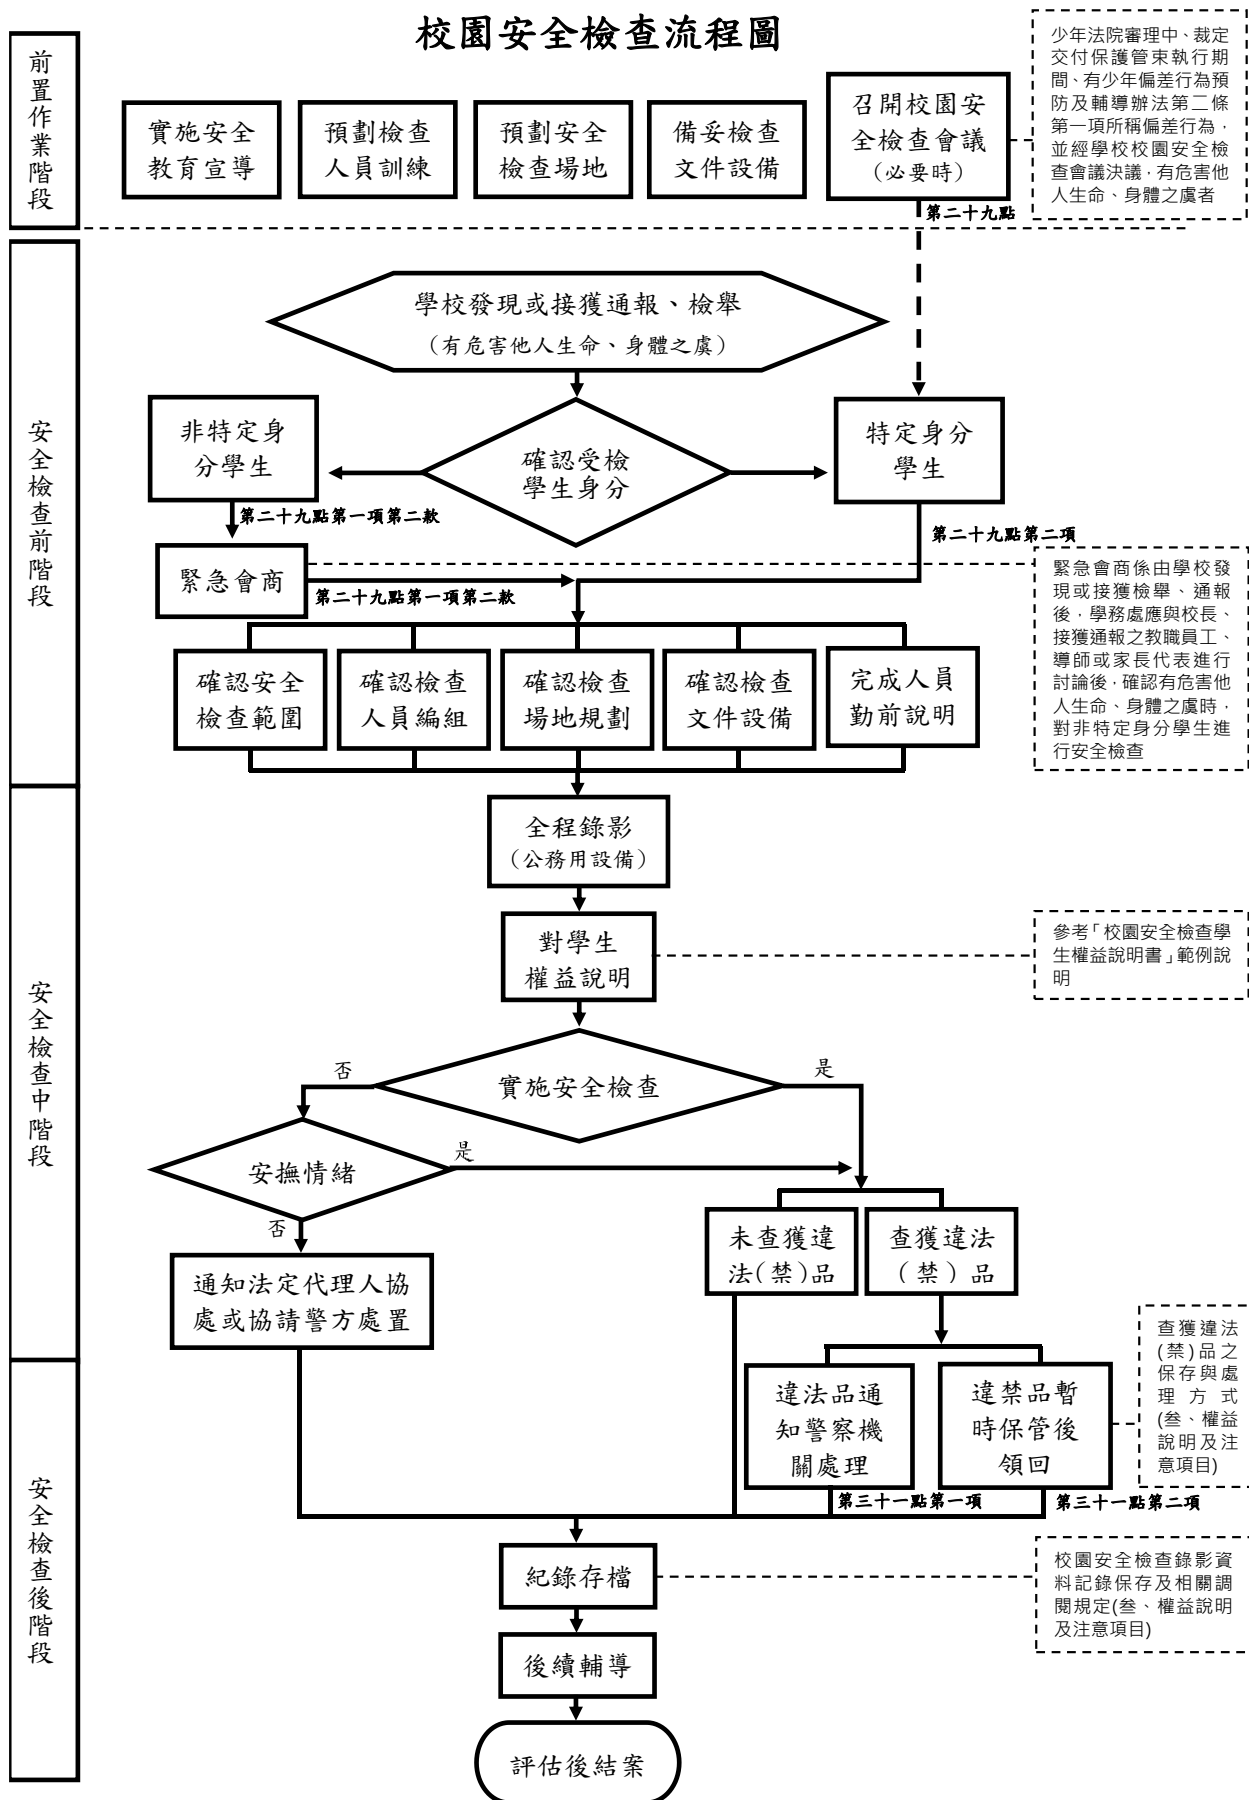 校園安全檢查流程圖
前置作業階段
實施安全
教育宣導
預劃檢查
人員訓練
預劃安全
檢查場地
備妥檢查
文件設備
召開校園安
全檢查會議
(必要時)
少年法院審理中、裁定
交付保護管束執行期
間、有少年偏差行為預
防及輔導辦法第二條
第一項所稱偏差行為，
並經學校校園安全檢
查會議決議，有危害他
人生命、身體之虞者
第二十九點
安全檢查前階段
學校發現或接獲通報、檢舉
(有危害他人生命、身體之虞)
非特定身
分學生
確認受檢
學生身分
特定身分
學生
第二十九點第一項第二款
第二十九點第二項
緊急會商
第二十九點第一項第二款
緊急會商係由學校發
現或接獲檢舉、通報
後，學務處應與校長、
接獲通報之教職員工、
導師或家長代表進行
討論後，確認有危害他
人生命、身體之虞時，
對非特定身分學生進
行安全檢查
確認安全
檢查範圍
確認檢查
人員編組
確認檢查
場地規劃
確認檢查
文件設備
完成人員
勤前說明
安全檢查中階段
全程錄影
(公務用設備)
對學生
權益說明
參考「校園安全檢查學
生權益說明書」範例說
明
實施安全檢查
否
是
安撫情緒
是
否
通知法定代理人協
處或協請警方處置
未查獲違
法(禁)品
查獲違法
(禁)品
安全檢查後階段
違法品通
知警察機
關處理
違禁品暫
時保管後
領回
查獲違法
(禁)品之
保存與處
理方式
(叁、權益
說明及注
意項目)
第三十一點第一項
第三十一點第二項
紀錄存檔
校園安全檢查錄影資
料記錄保存及相關調
閱規定(叁、權益說明
及注意項目)
後續輔導
評估後結案